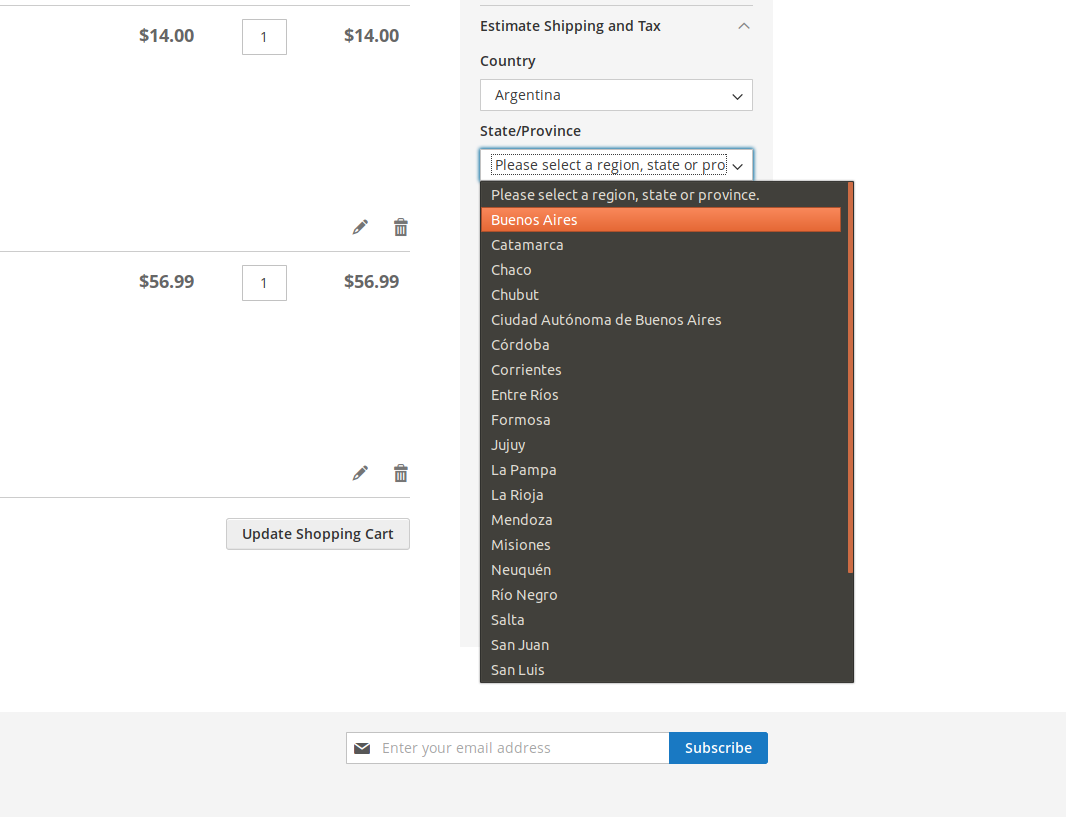 $14.00 1 $14.00
$56.99 1 $56.99
Update Shopping Cart
Estimate Shipping and Tax
Country
Argentina
State/Province
Please select a region, state or pro
Please select a region, state or province.
Buenos Aires
Catamarca
Chaco
Chubut
Ciudad Autónoma de Buenos Aires
Córdoba
Corrientes
Entre Ríos
Formosa
Jujuy
La Pampa
La Rioja
Mendoza
Misiones
Neuquén
Río Negro
Salta
San Juan
San Luis
Enter your email address
Subscribe